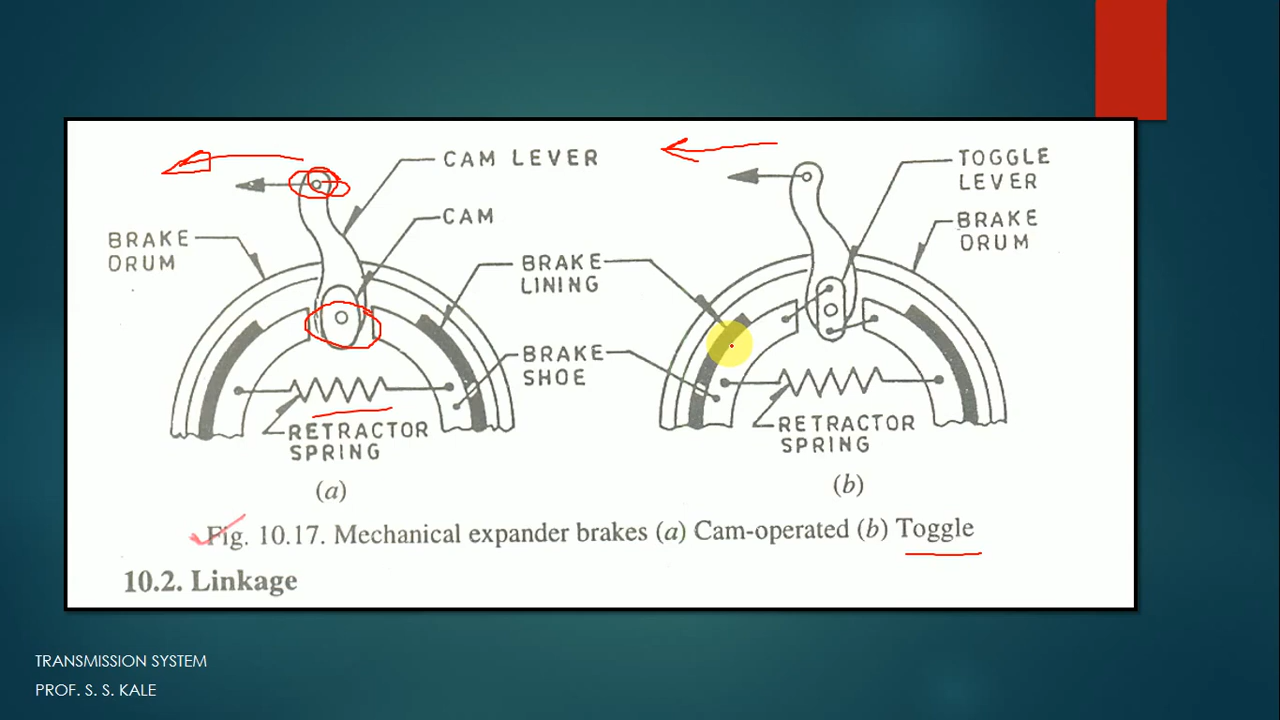 CAM LEVER
CAM
BRAKE
DRUM
BRAKE
LINING
BRAKE
SHOE
RETRACTOR
SPRING
(a)
TOGGLE
LEVER
BRAKE
DRUM
RETRACTOR
SPRING
(b)
Fig. 10.17. Mechanical expander brakes (a) Cam-operated (b) Toggle
10.2. Linkage
TRANSMISSION SYSTEM
PROF. S. S. KALE